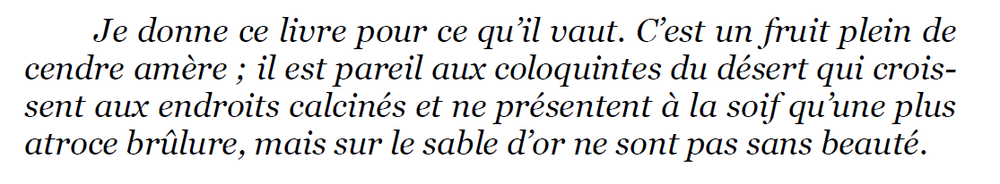 Je donne ce livre pour ce qu’il vaut. C’est un fruit plein de
cendre amère ; il est pareil aux coloquintes du désert qui crois-
sent aux endroits calcinés et ne présentent à la soif qu’une plus
atroce brûlure, mais sur le sable d’or ne sont pas sans beauté.